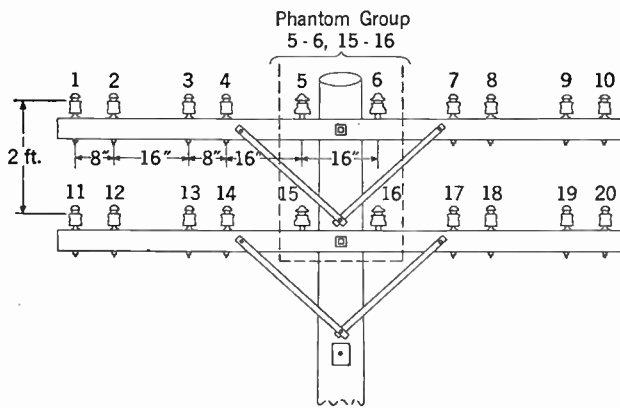 Phantom Group
5 - 6, 15 - 16
1 2 3 4 5 6 7 8 9 10
2 ft.
8" 16" 8" 16" 16"
11 12 13 14 15 16 17 18 19 20